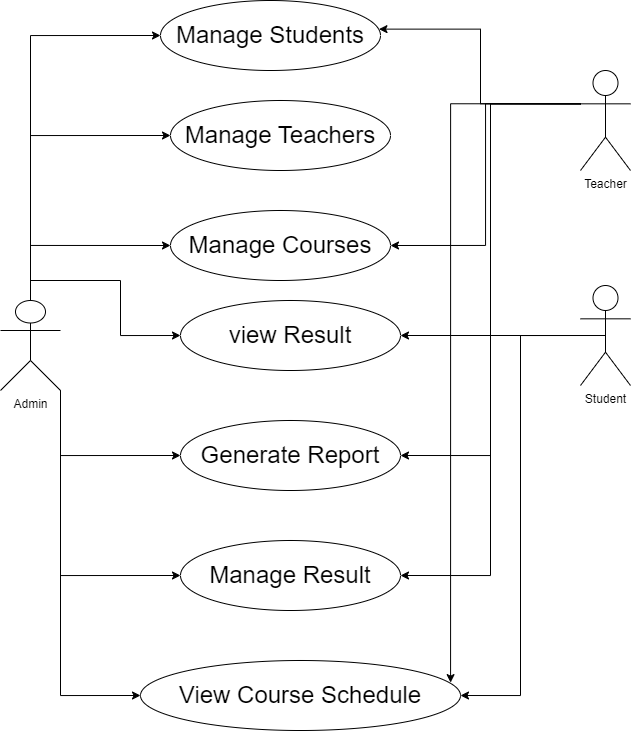 Manage Students
Manage Teachers
Teacher
Manage Courses
view Result
Admin
Student
Generate Report
Manage Result
View Course Schedule